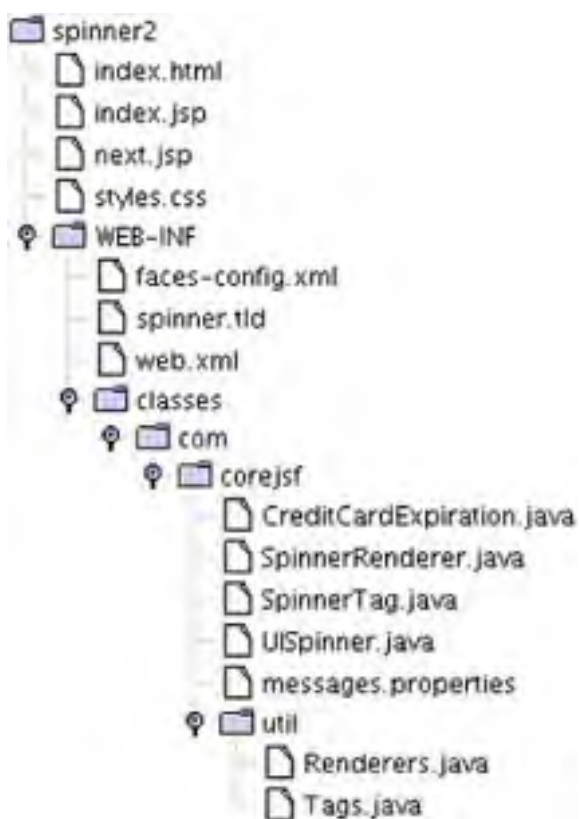 spinner2
index.html
index.jsp
next.jsp
styles.css
WEB-INF
faces-config.xml
spinner.tld
web.xml
classes
com
corejsf
CreditCardExpiration.java
SpinnerRenderer.java
SpinnerTag.java
UISpinner.java
messages.properties
util
Renderers.java
Tags.java